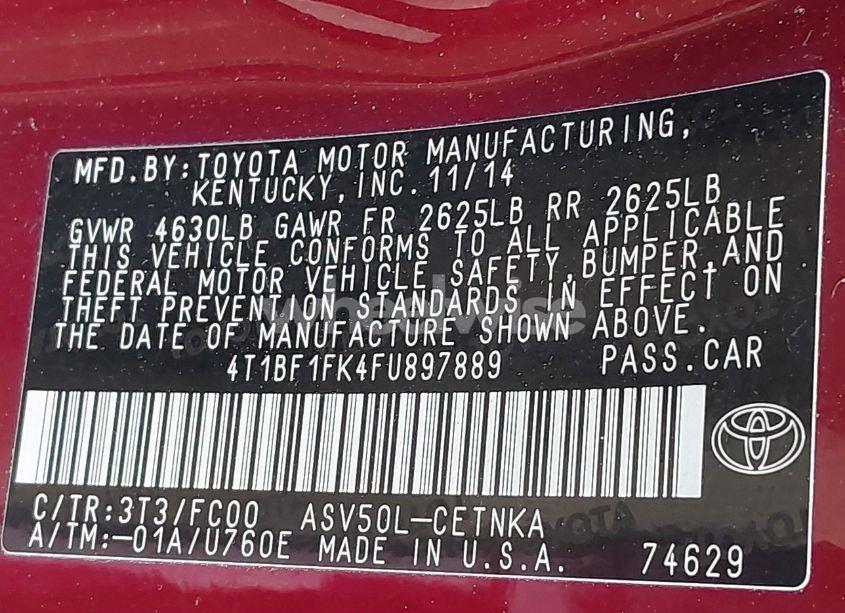 MFD. BY: TOYOTA MOTOR MANUFACTURING,
KENTUCKY, INC. 11/14
GVWR 4630LB GAWR FR 2625LB RR 2625LB
THIS VEHICLE CONFORMS TO ALL APPLICABLE
FEDERAL MOTOR VEHICLE SAFETY, BUMPER, AND
THEFT PREVENTION STANDARDS IN EFFECT ON
THE DATE OF MANUFACTURE SHOWN ABOVE.
4T1BF1FK4FU897889 PASS. CAR
C/TR: 3T3/FC00 ASV50L-CETNKA
A/TM: -01A/U760E MADE IN U.S.A. 74629
wheelwise